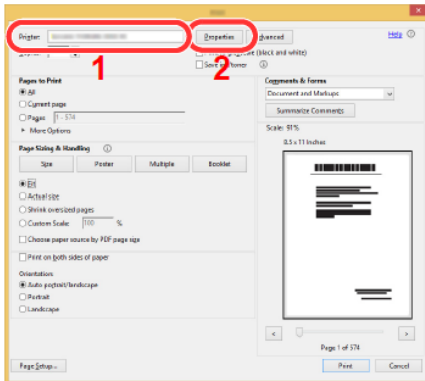 Printer:
Properties
Advanced
Help
1
2
(black and white)
Pages to Print
All
Current page
Pages
1 - 574
More Options
Comments & Forms
Document and Markups
Summarize Comments
Page Sizing & Handling
Size
Poster
Multiple
Booklet
Fit
Actual size
Shrink oversized pages
Custom Scale:
100
%
Choose paper source by PDF page size
Print on both sides of paper
Orientation:
Auto portrait/landscape
Portrait
Landscape
Scale: 91%
8.5 x 11 Inches
<
>
Page 1 of 574
Page Setup...
Print
Cancel